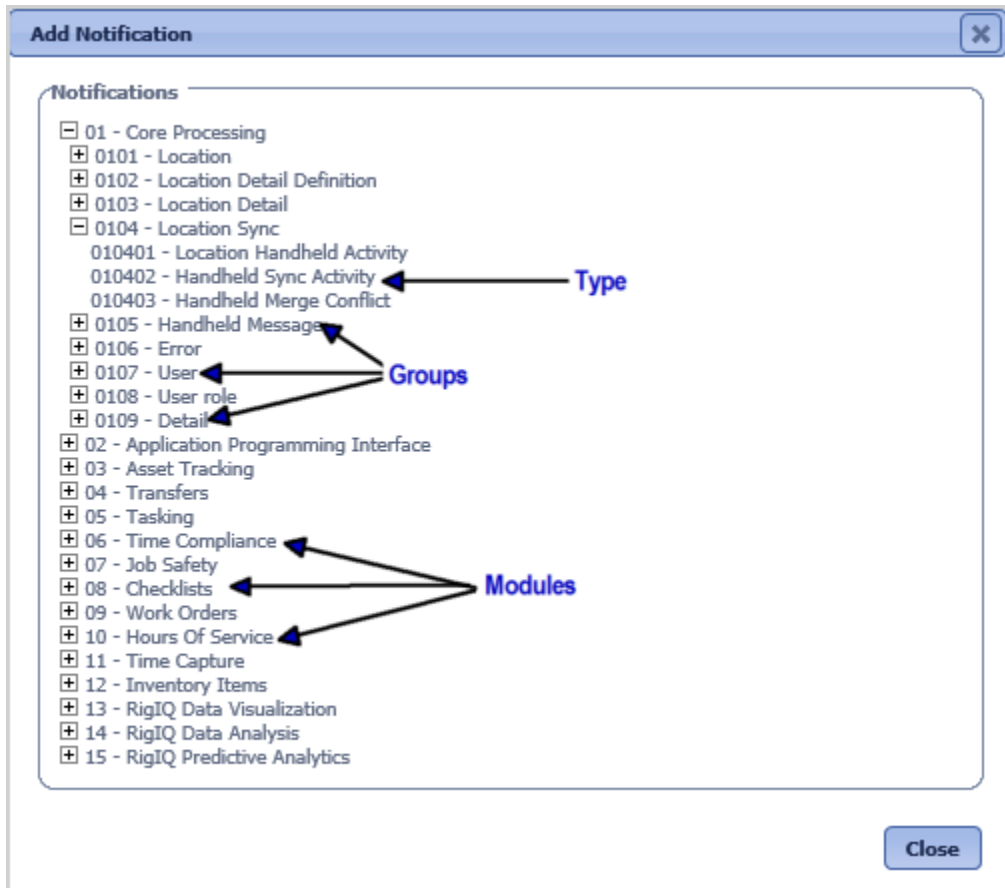 Add Notification
Notifications
01 - Core Processing
0101 - Location
0102 - Location Detail Definition
0103 - Location Detail
0104 - Location Sync
010401 - Location Handheld Activity
010402 - Handheld Sync Activity
Type
010403 - Handheld Merge Conflict
0105 - Handheld Message
0106 - Error
0107 - User
Groups
0108 - User role
0109 - Detail
02 - Application Programming Interface
03 - Asset Tracking
04 - Transfers
05 - Tasking
06 - Time Compliance
07 - Job Safety
08 - Checklists
Modules
09 - Work Orders
10 - Hours Of Service
11 - Time Capture
12 - Inventory Items
13 - RigIQ Data Visualization
14 - RigIQ Data Analysis
15 - RigIQ Predictive Analytics
Close